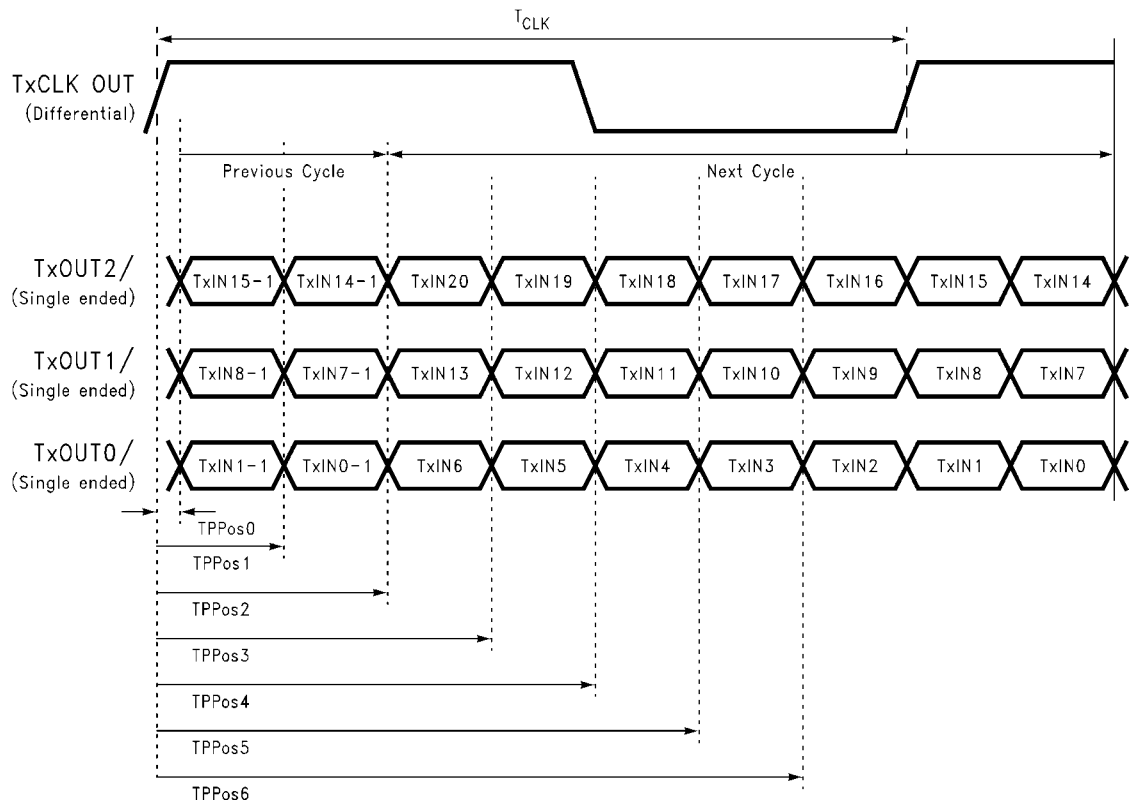 TCLK
TxCLK OUT
(Differential)
Previous Cycle
Next Cycle
TxOUT2/
(Single ended)
TxIN15-1 TxIN14-1 TxIN20 TxIN19 TxIN18 TxIN17 TxIN16 TxIN15 TxIN14
TxOUT1/
(Single ended)
TxIN8-1 TxIN7-1 TxIN13 TxIN12 TxIN11 TxIN10 TxIN9 TxIN8 TxIN7
TxOUT0/
(Single ended)
TxIN1-1 TxIN0-1 TxIN6 TxIN5 TxIN4 TxIN3 TxIN2 TxIN1 TxIN0
TPPos0
TPPos1
TPPos2
TPPos3
TPPos4
TPPos5
TPPos6